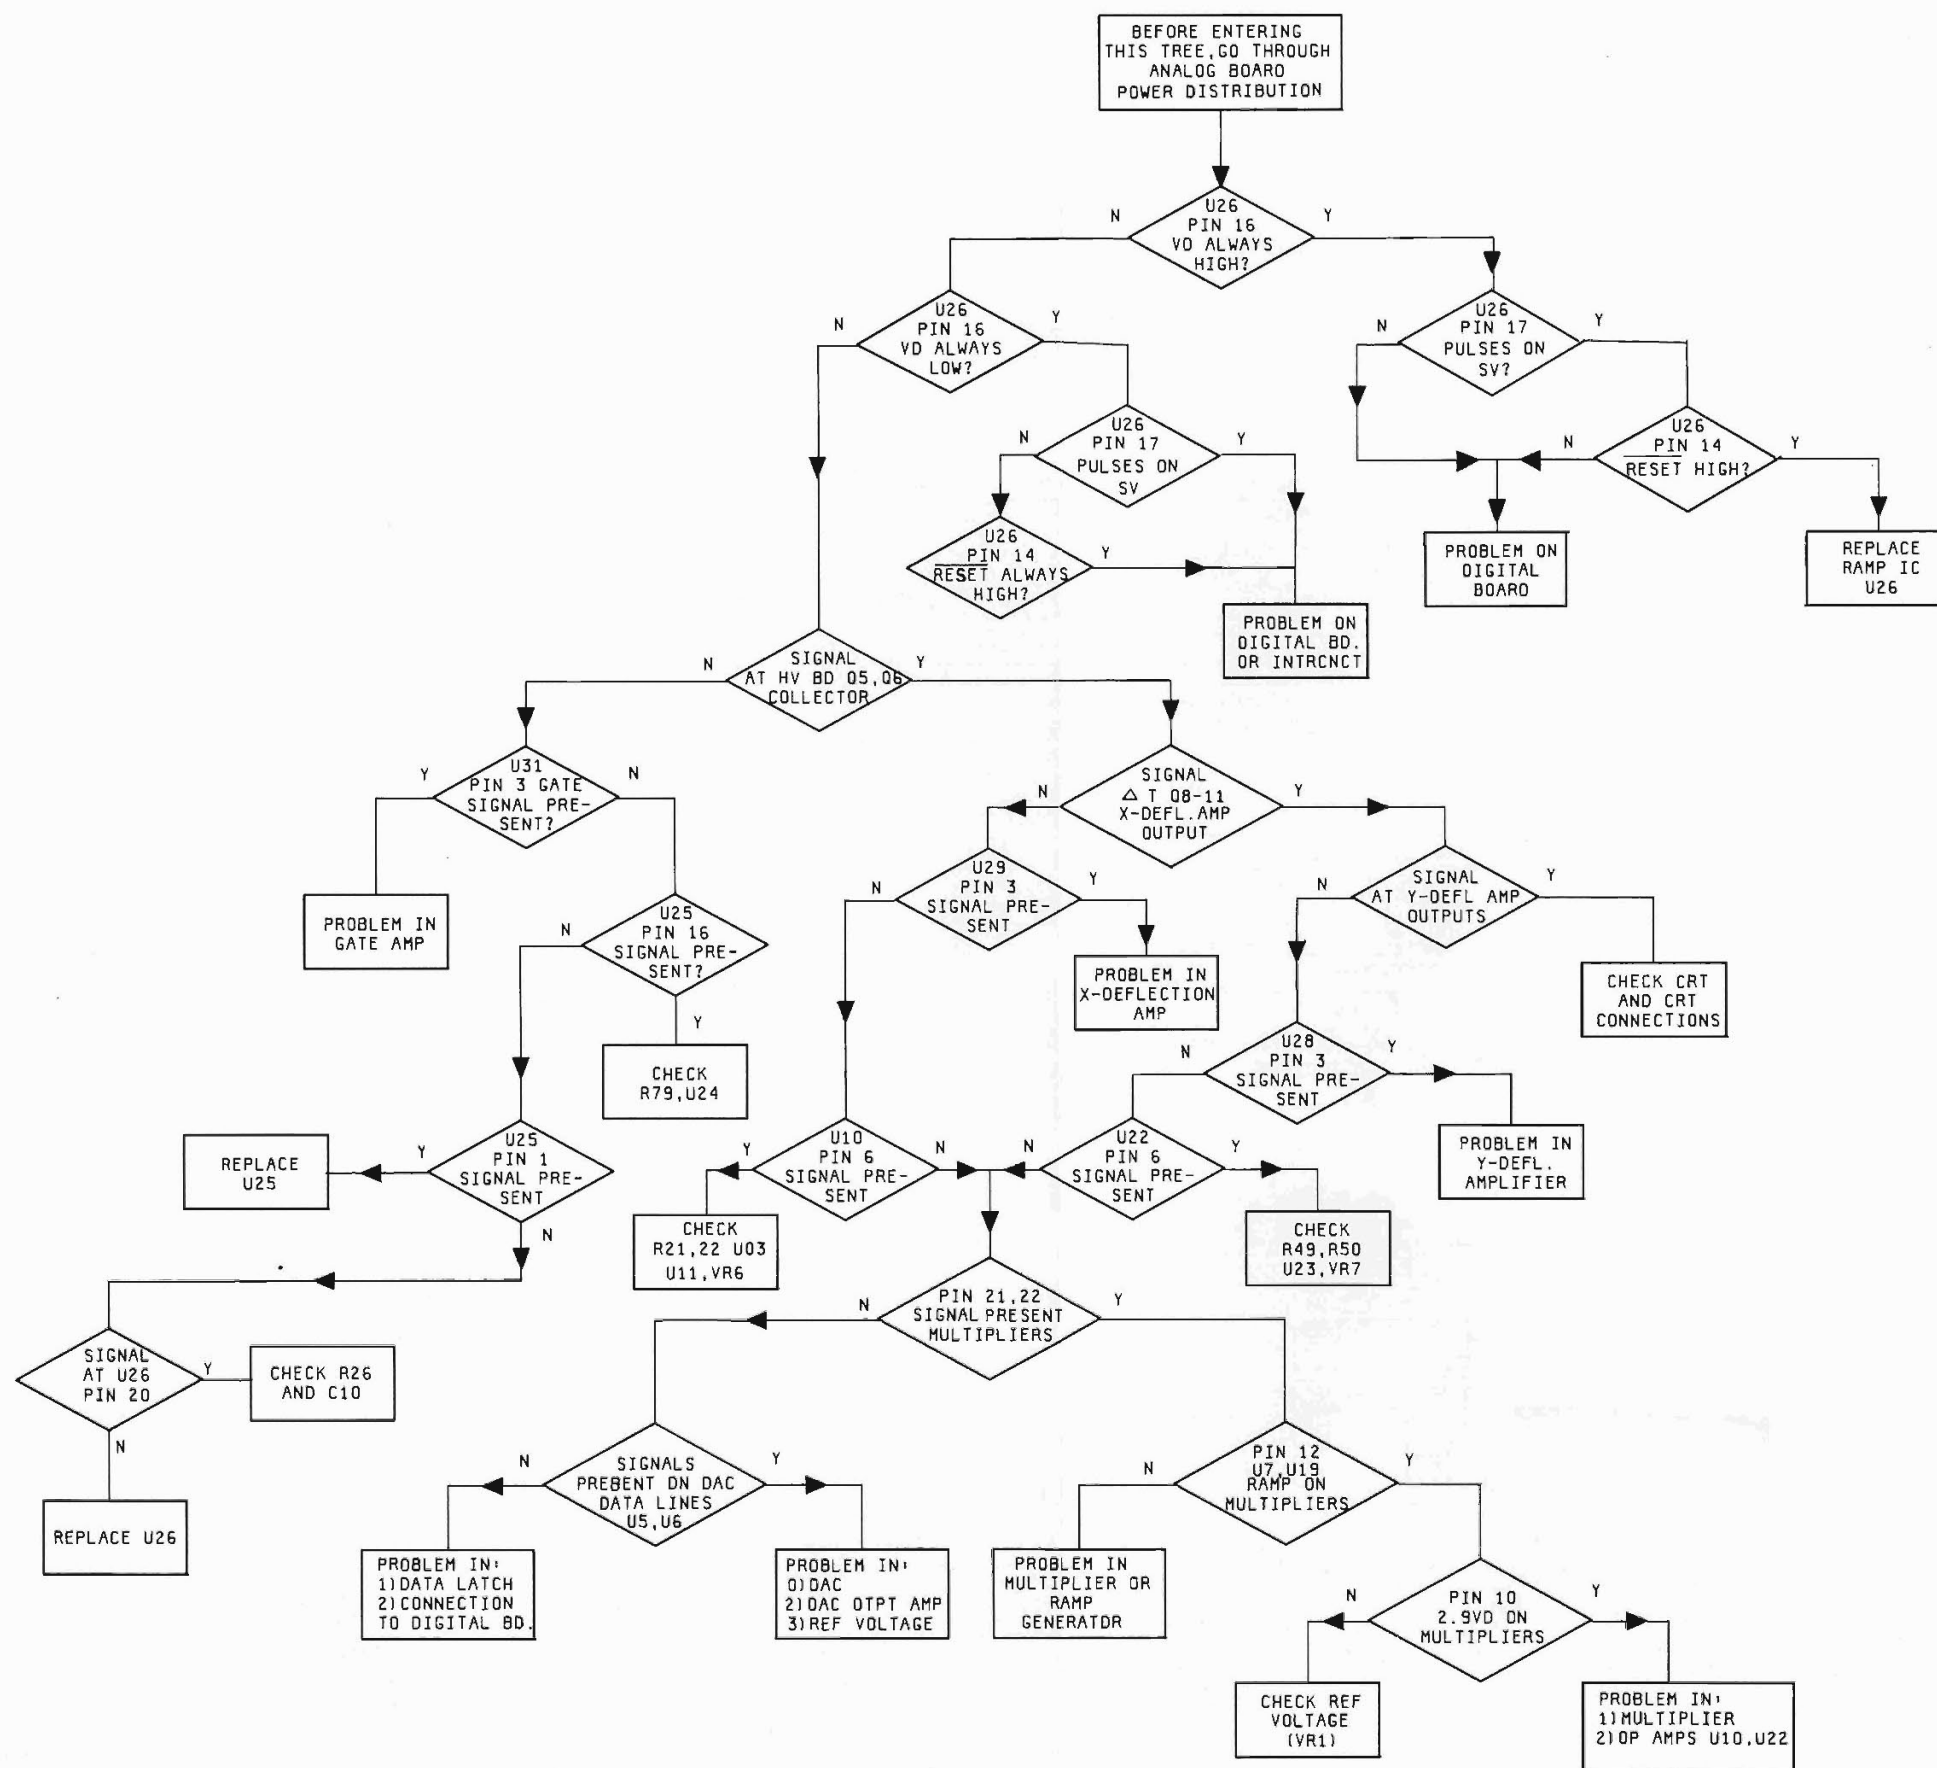 BEFORE ENTERING
THIS TREE,GO THROUGH
ANALOG BOARD
POWER DISTRIBUTION
N
U26
PIN 16
VO ALWAYS
HIGH?
Y
N
U26
PIN 16
VD ALWAYS
LOW?
Y
N
U26
PIN 17
PULSES ON
SV?
Y
N
U26
PIN 17
PULSES ON
SV
Y
N
U26
PIN 14
RESET HIGH?
Y
U26
PIN 14
RESET ALWAYS
HIGH?
Y
PROBLEM ON
DIGITAL
BOARD
REPLACE
RAMP IC
U26
PROBLEM ON
DIGITAL BD.
OR INTRCNCT
N
SIGNAL
AT HV BD Q5,Q6
COLLECTOR
Y
Y
U31
PIN 3 GATE
SIGNAL PRE-
SENT?
N
N
SIGNAL
△ T Q8-11
X-DEFL.AMP
OUTPUT
Y
PROBLEM IN
GATE AMP
N
U25
PIN 16
SIGNAL PRE-
SENT?
Y
N
U29
PIN 3
SIGNAL PRE-
SENT
Y
N
SIGNAL
AT Y-DEFL AMP
OUTPUTS
Y
CHECK
R79,U24
PROBLEM IN
X-DEFLECTION
AMP
CHECK CRT
AND CRT
CONNECTIONS
N
U28
PIN 3
SIGNAL PRE-
SENT
Y
REPLACE
U25
Y
U25
PIN 1
SIGNAL PRE-
SENT
N
Y
U10
PIN 6
SIGNAL PRE-
SENT
N
N
U22
PIN 6
SIGNAL PRE-
SENT
Y
PROBLEM IN
Y-DEFL.
AMPLIFIER
CHECK
R21,22 U03
U11,VR6
CHECK
R49,R50
U23,VR7
N
PIN 21,22
SIGNAL PRESENT
MULTIPLIERS
Y
SIGNAL
AT U26
PIN 20
Y
N
CHECK R26
AND C10
REPLACE U26
N
SIGNALS
PREBENT ON DAC
DATA LINES
U5,U6
Y
N
PIN 12
U7,U19
RAMP ON
MULTIPLIERS
Y
PROBLEM IN:
1)DATA LATCH
2)CONNECTION
TO DIGITAL BD.
PROBLEM IN:
0)DAC
2)DAC OTPT AMP
3)REF VOLTAGE
PROBLEM IN
MULTIPLIER OR
RAMP
GENERATDR
N
PIN 10
2.9VD ON
MULTIPLIERS
Y
CHECK REF
VOLTAGE
(VR1)
PROBLEM IN:
1)MULTIPLIER
2)OP AMPS U10,U22